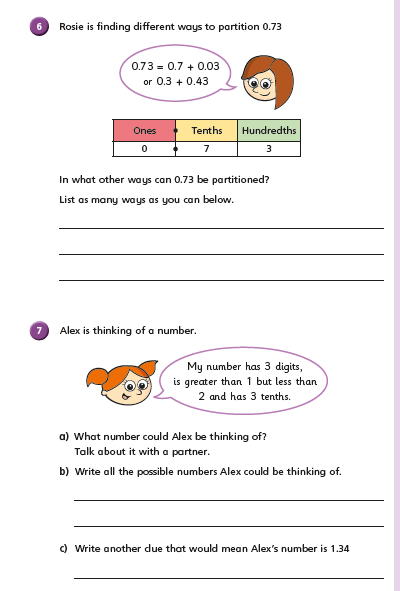 6 Rosie is finding different ways to partition 0.73
0.73 = 0.7 + 0.03
or 0.3 + 0.43
Ones Tenths Hundredths
0 7 3
In what other ways can 0.73 be partitioned?
List as many ways as you can below.
7 Alex is thinking of a number.
My number has 3 digits,
is greater than 1 but less than
2 and has 3 tenths.
a) What number could Alex be thinking of?
Talk about it with a partner.
b) Write all the possible numbers Alex could be thinking of.
c) Write another clue that would mean Alex's number is 1.34